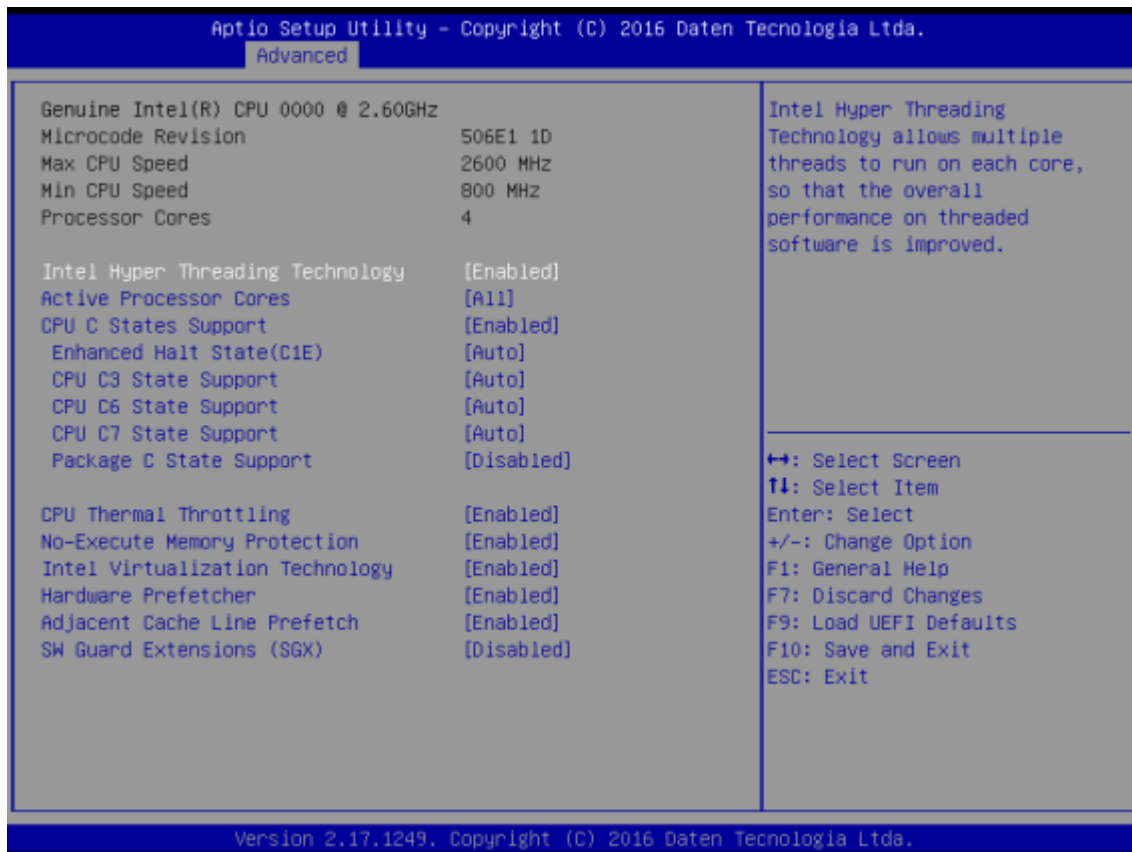 Aptio Setup Utility - Copyright (C) 2016 Daten Tecnologia Ltda.
Advanced
Genuine Intel(R) CPU 0000 @ 2.60GHz
Microcode Revision 506E1 1D
Max CPU Speed 2600 MHz
Min CPU Speed 800 MHz
Processor Cores 4
Intel Hyper Threading Technology [Enabled]
Active Processor Cores [All]
CPU C States Support [Enabled]
Enhanced Halt State(C1E) [Auto]
CPU C3 State Support [Auto]
CPU C6 State Support [Auto]
CPU C7 State Support [Auto]
Package C State Support [Disabled]
CPU Thermal Throttling [Enabled]
No-Execute Memory Protection [Enabled]
Intel Virtualization Technology [Enabled]
Hardware Prefetcher [Enabled]
Adjacent Cache Line Prefetch [Enabled]
SW Guard Extensions (SGX) [Disabled]
Intel Hyper Threading
Technology allows multiple
threads to run on each core,
so that the overall
performance on threaded
software is improved.
↔: Select Screen
↑↓: Select Item
Enter: Select
+/-: Change Option
F1: General Help
F7: Discard Changes
F9: Load UEFI Defaults
F10: Save and Exit
ESC: Exit
Version 2.17.1249. Copyright (C) 2016 Daten Tecnologia Ltda.